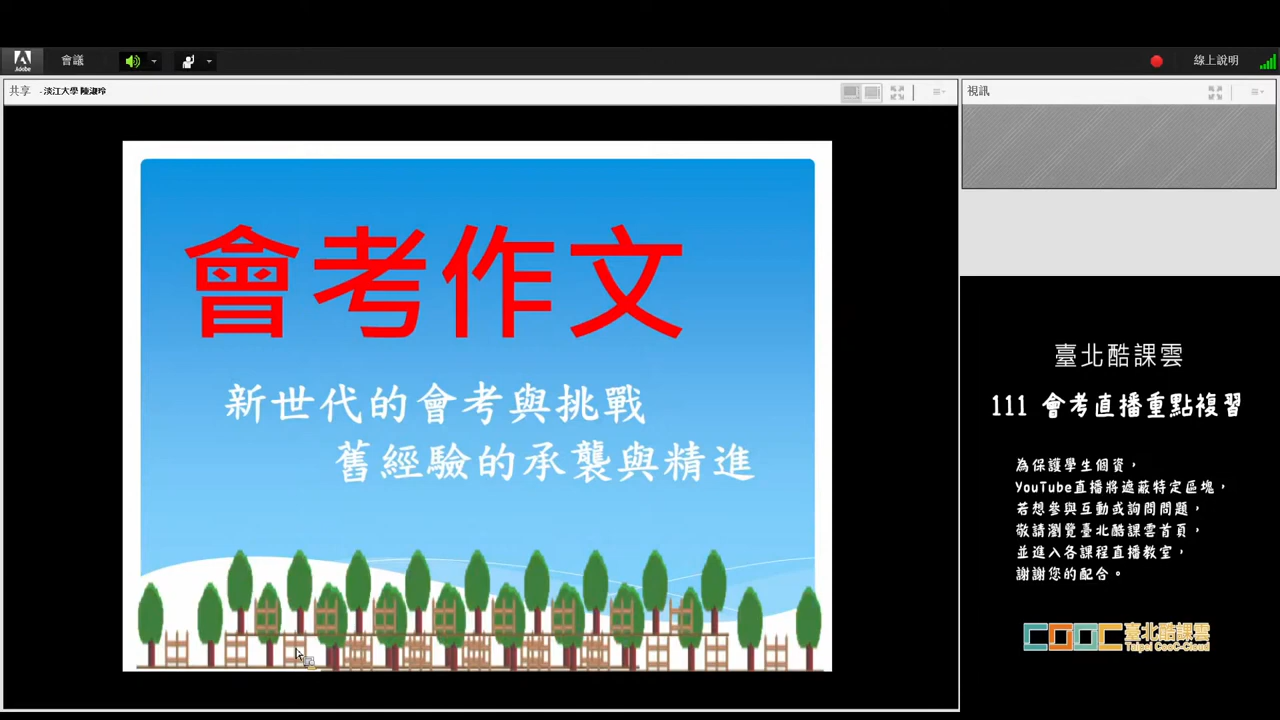 Adobe
會議
線上說明
共享 - 淡江大學 陳淑玲
視訊
會考作文
新世代的會考與挑戰
舊經驗的承襲與精進
臺北酷課雲
111 會考直播重點複習
為保護學生個資，
YouTube直播將遮蔽特定區塊，
若想參與互動或詢問問題，
敬請瀏覽臺北酷課雲首頁，
並進入各課程直播教室，
謝謝您的配合。
COOC 臺北酷課雲
Taipei CooC-Cloud